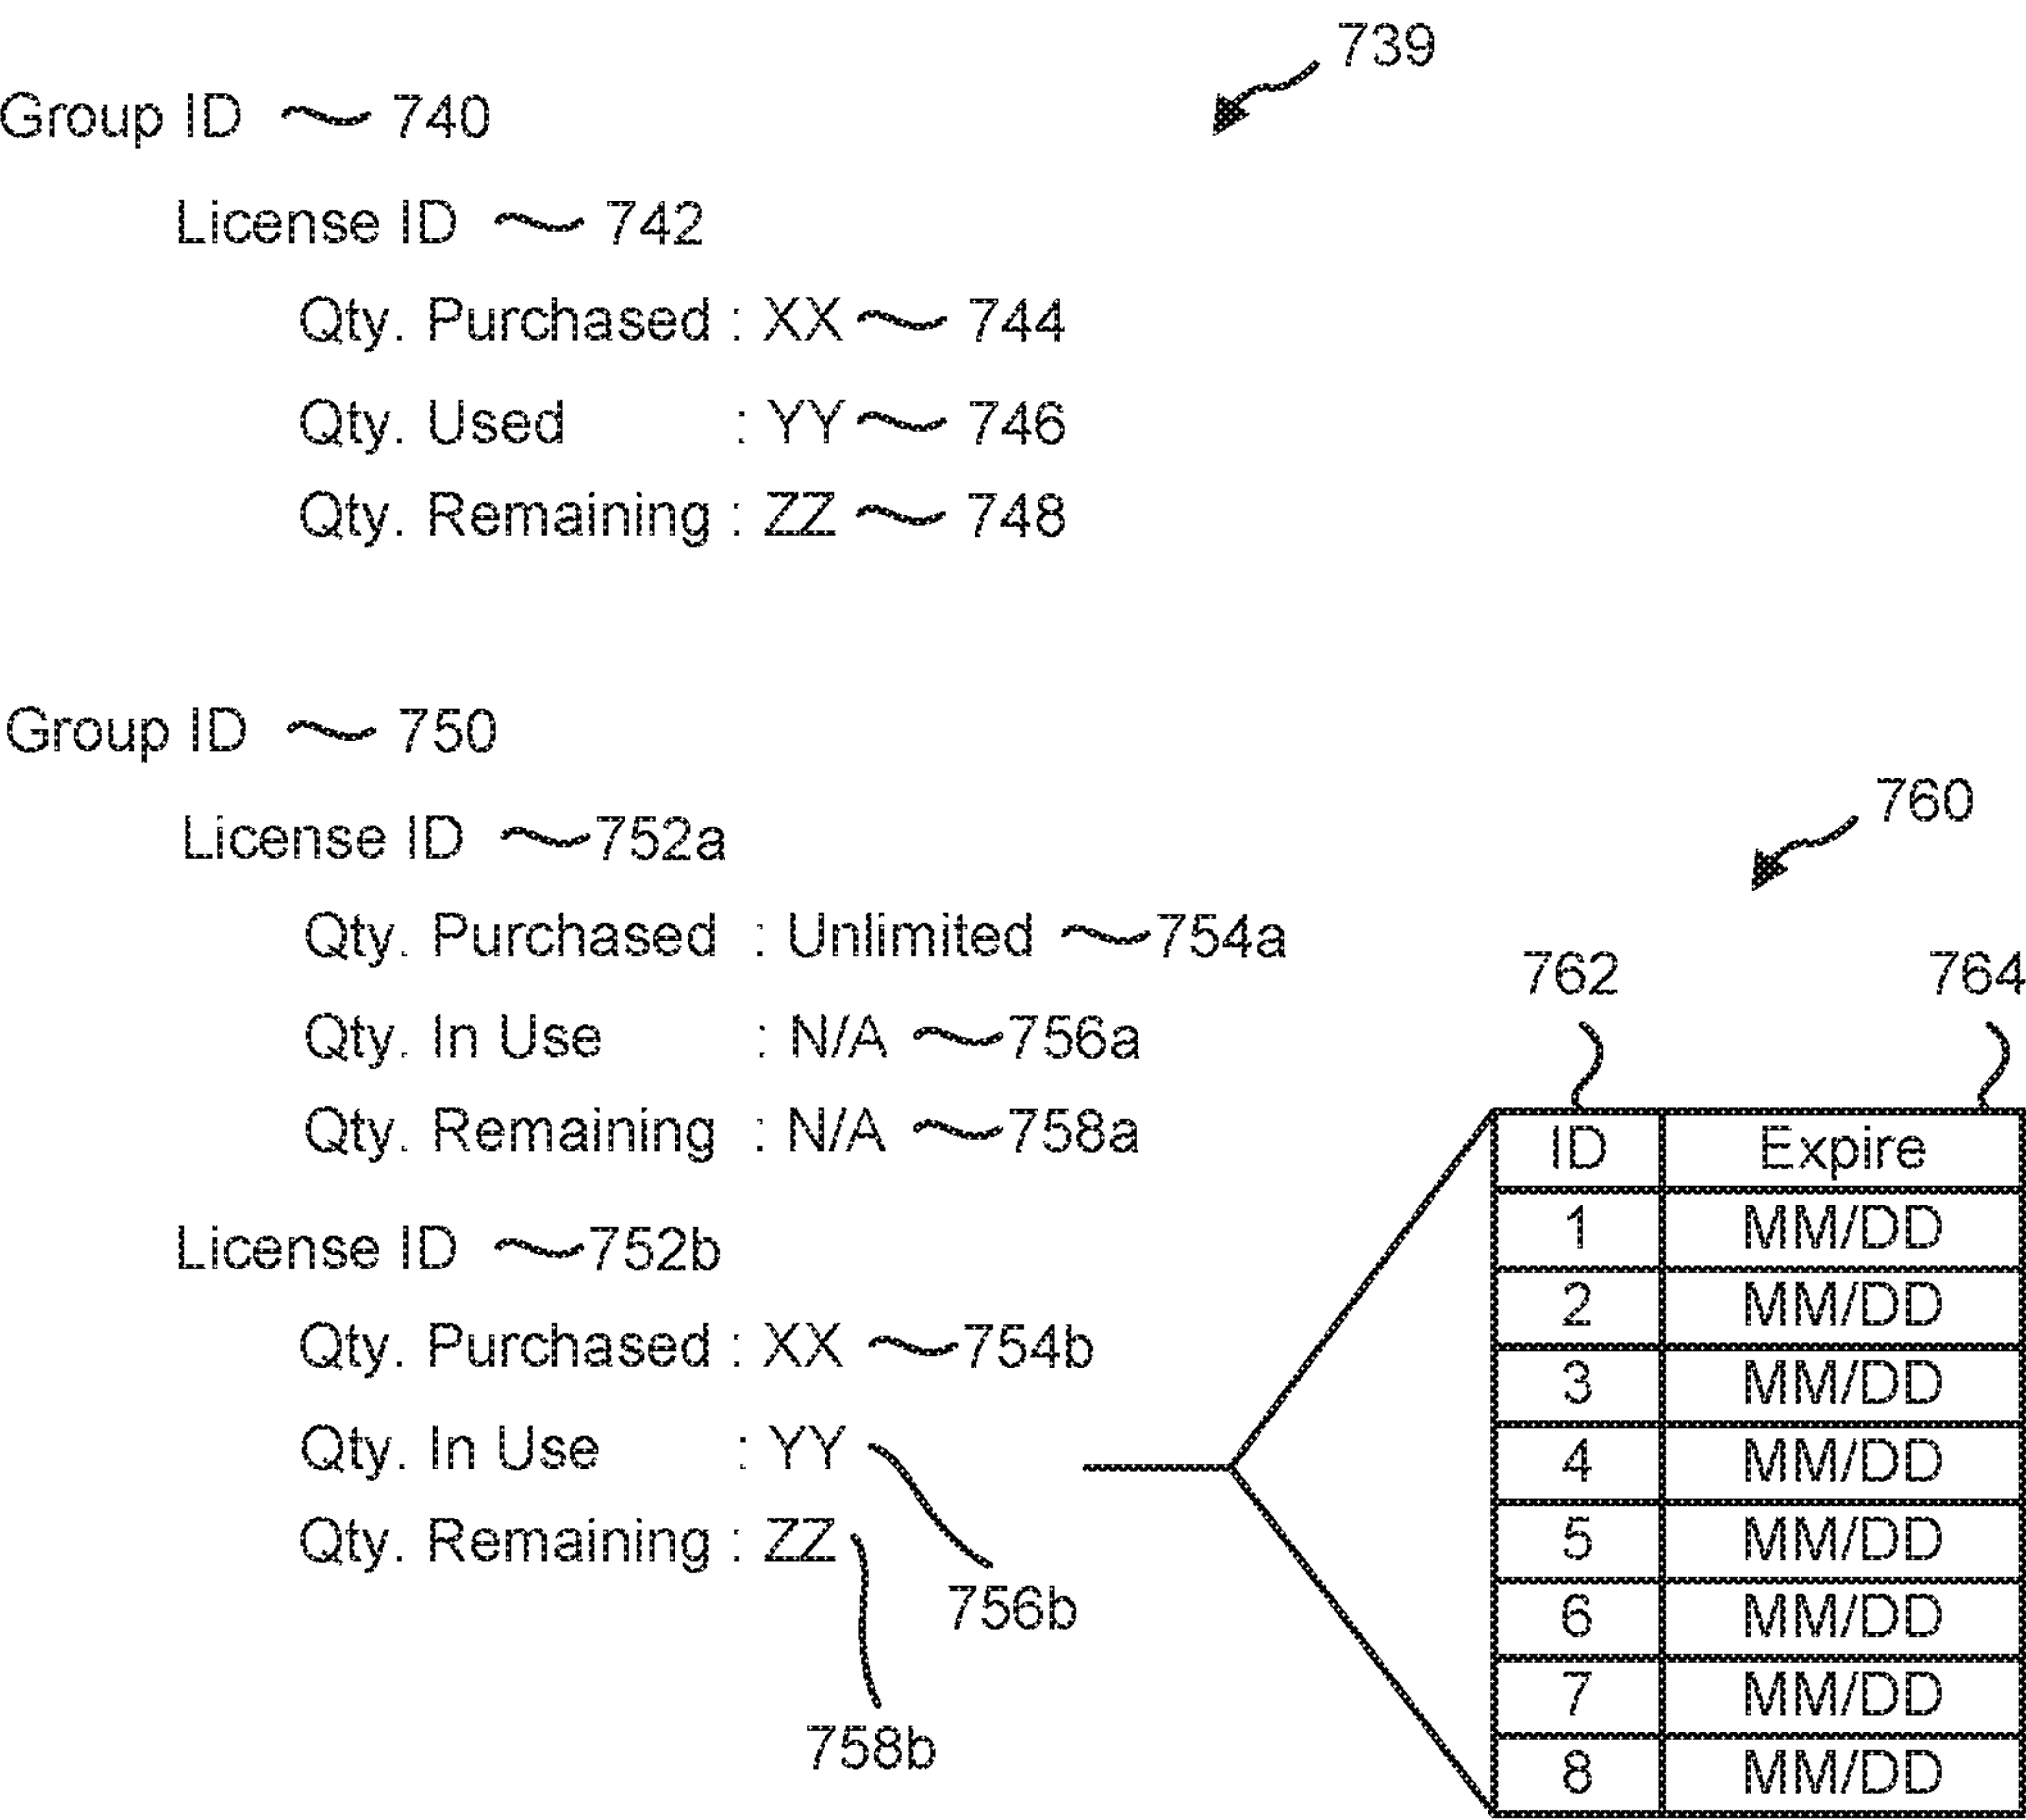 739
Group ID 740
License ID 742
Qty. Purchased : XX 744
Qty. Used : YY 746
Qty. Remaining : ZZ 748
Group ID 750
License ID 752a
Qty. Purchased : Unlimited 754a
Qty. In Use : N/A 756a
Qty. Remaining : N/A 758a
License ID 752b
Qty. Purchased : XX 754b
Qty. In Use : YY
756b
Qty. Remaining : ZZ
758b
760
762 764
ID Expire
1 MM/DD
2 MM/DD
3 MM/DD
4 MM/DD
5 MM/DD
6 MM/DD
7 MM/DD
8 MM/DD